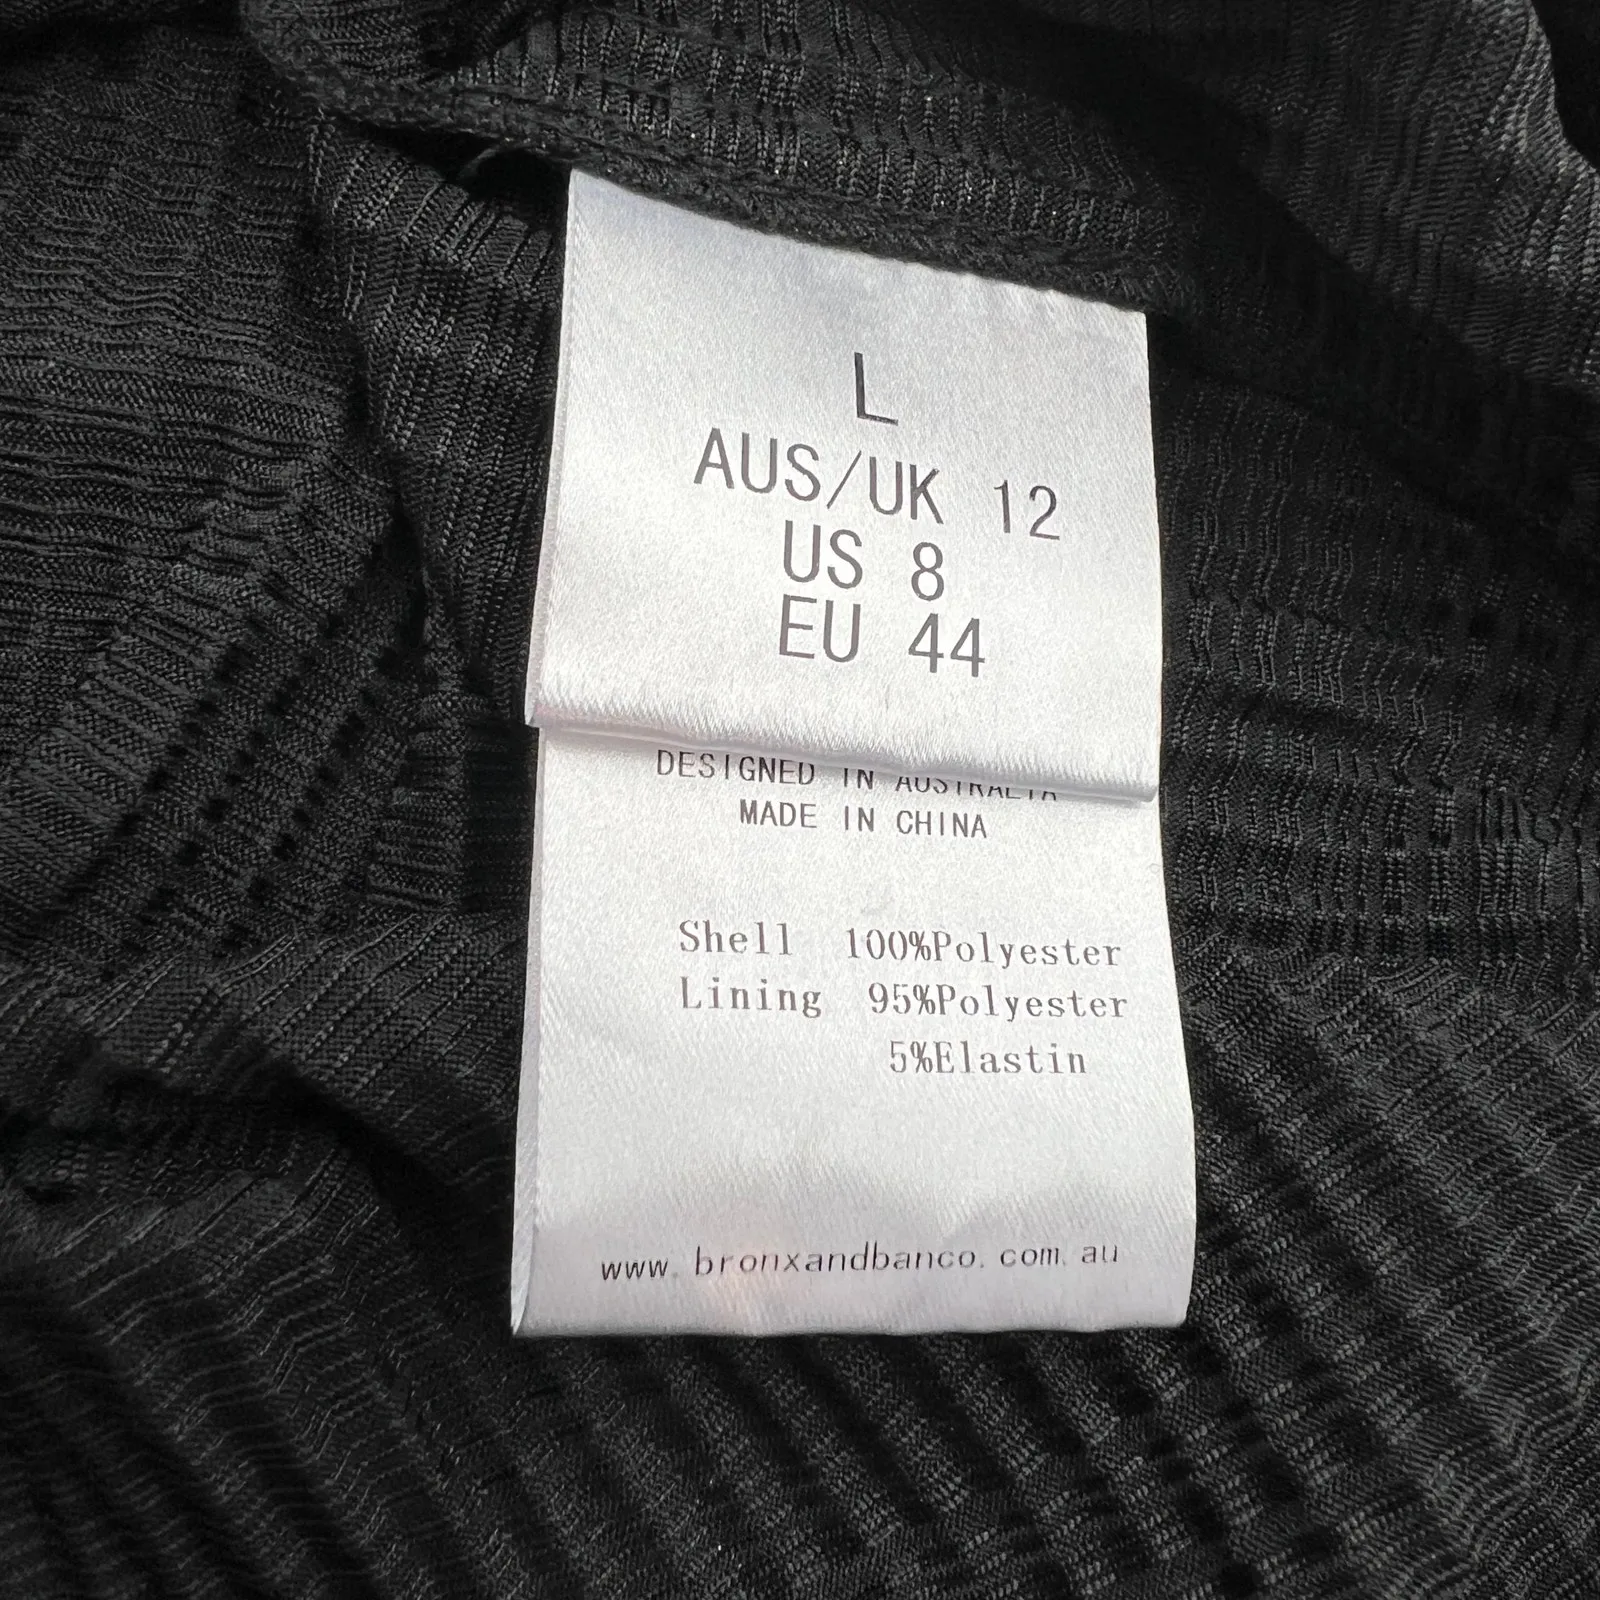 L
AUS/UK 12
US 8
EU 44
DESIGNED IN AUSTRALIA
MADE IN CHINA
Shell 100%Polyester
Lining 95%Polyester
5%Elastin
www.bronxandbanco.com.au